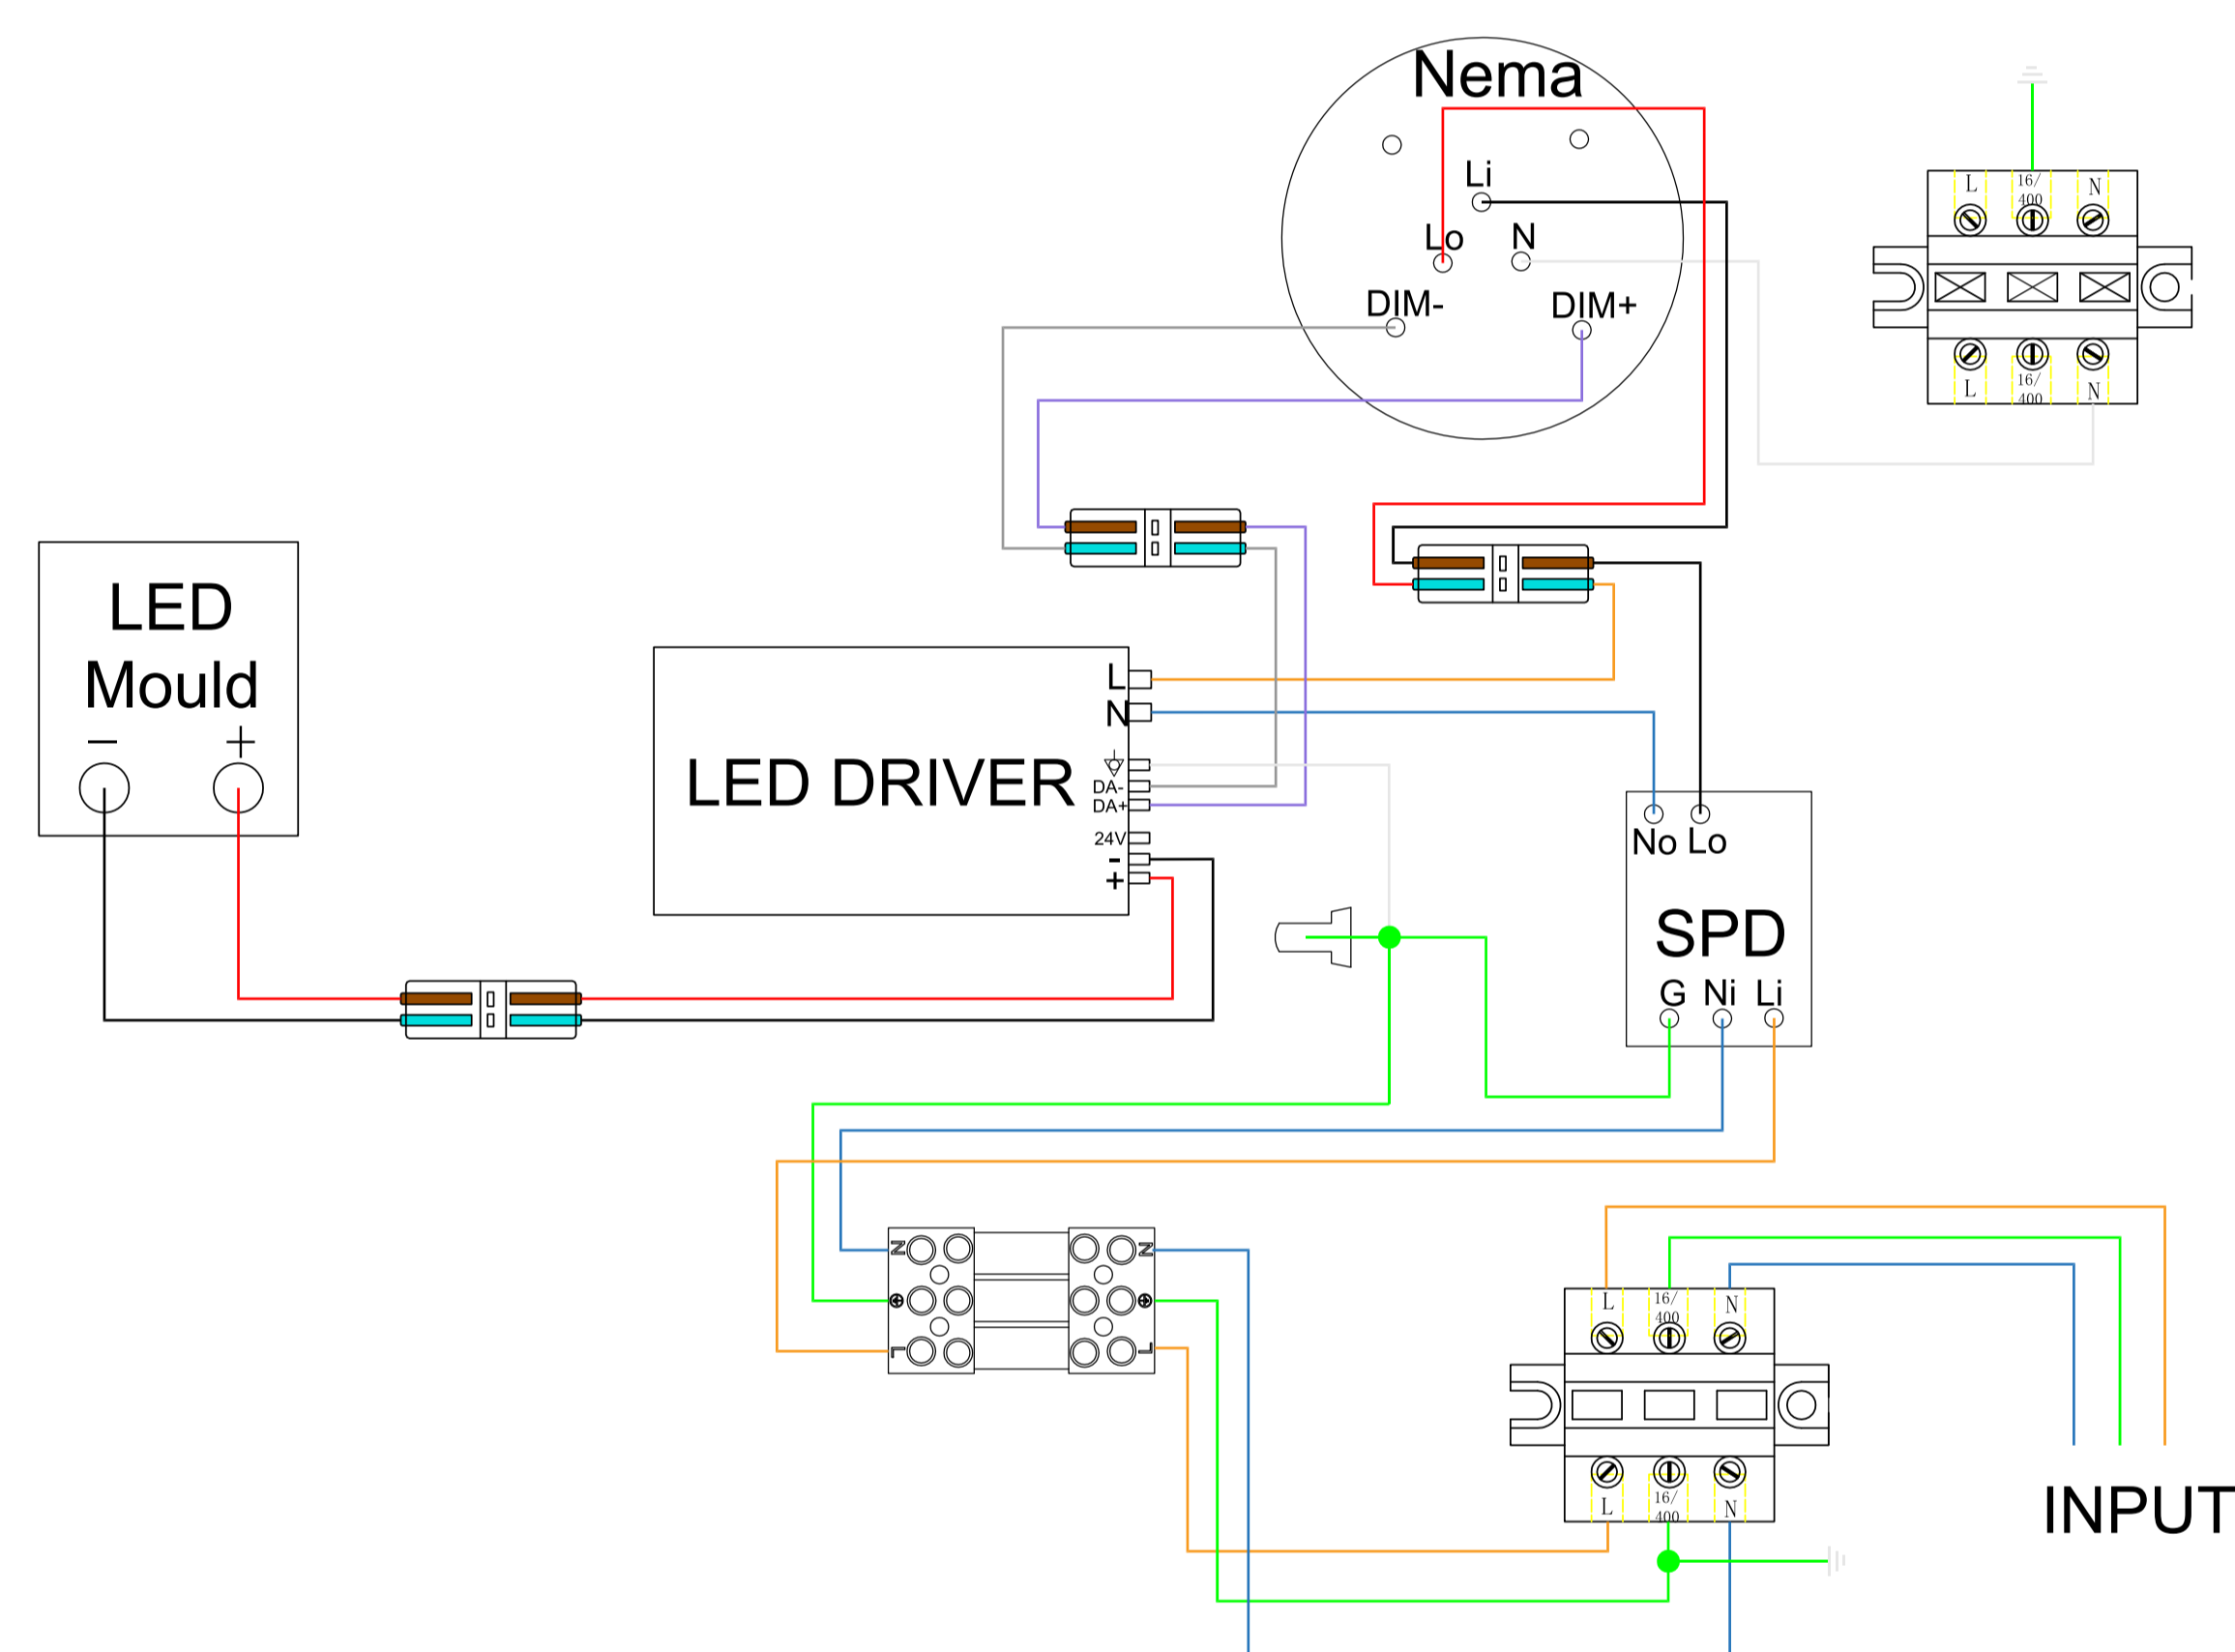 Nema
Li
Lo
N
DIM-
DIM+
L
16/
400
N
L
16/
400
N
LED
Mould
−
+
LED DRIVER
L
N
DA-
DA+
24V
-
+
No
Lo
SPD
G
Ni
Li
N
L
N
L
L
16/
400
N
L
16/
400
N
INPUT